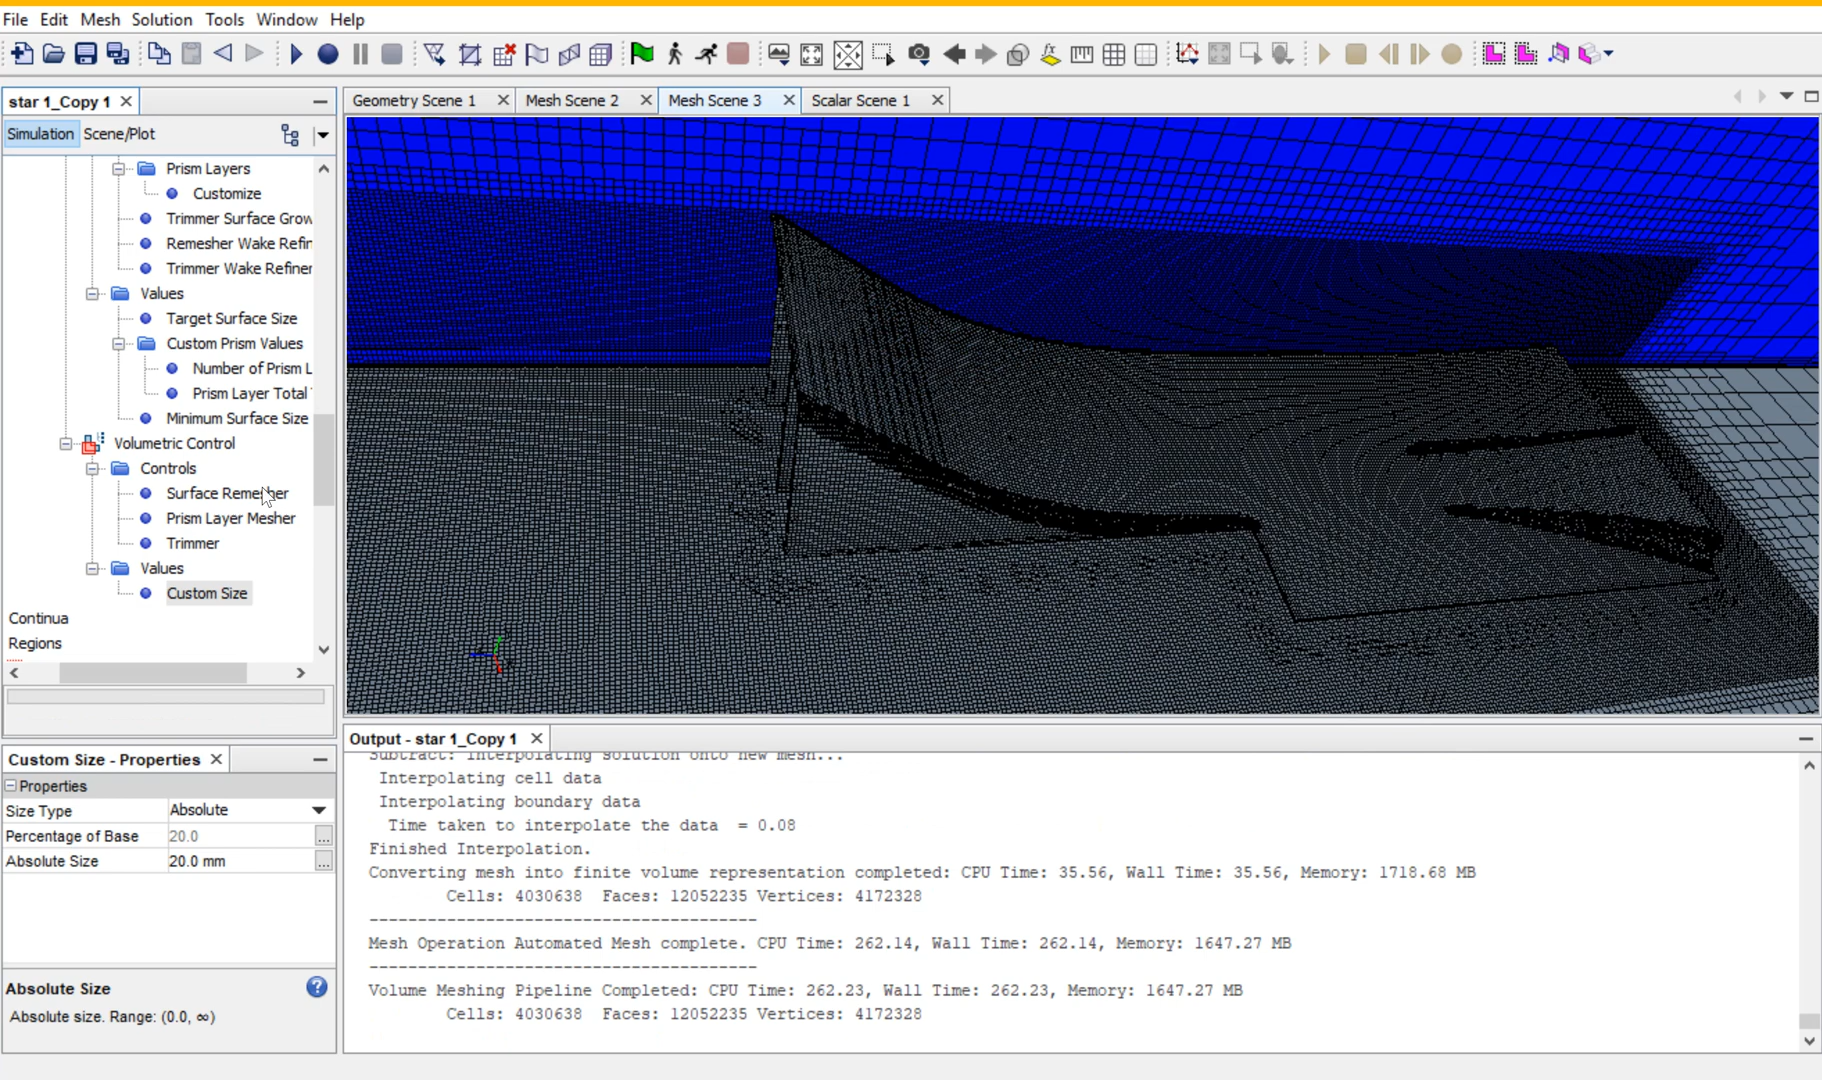 File Edit Mesh Solution Tools Window Help
star 1_Copy 1
Geometry Scene 1 Mesh Scene 2 Mesh Scene 3 Scalar Scene 1
Simulation Scene/Plot
Prism Layers
Customize
Trimmer Surface Grow
Remesher Wake Refin
Trimmer Wake Refiner
Values
Target Surface Size
Custom Prism Values
Number of Prism L
Prism Layer Total
Minimum Surface Size
Volumetric Control
Controls
Surface Remesher
Prism Layer Mesher
Trimmer
Values
Custom Size
Continua
Regions
Custom Size - Properties
Properties
Size Type Absolute
Percentage of Base 20.0 ...
Absolute Size 20.0 mm ...
Absolute Size
Absolute size. Range: (0.0, ∞)
Output - star 1_Copy 1
Subtract: Interpolating solution onto new mesh...
Interpolating cell data
Interpolating boundary data
Time taken to interpolate the data = 0.08
Finished Interpolation.
Converting mesh into finite volume representation completed: CPU Time: 35.56, Wall Time: 35.56, Memory: 1718.68 MB
Cells: 4030638 Faces: 12052235 Vertices: 4172328
----------------------------------------
Mesh Operation Automated Mesh complete. CPU Time: 262.14, Wall Time: 262.14, Memory: 1647.27 MB
----------------------------------------
Volume Meshing Pipeline Completed: CPU Time: 262.23, Wall Time: 262.23, Memory: 1647.27 MB
Cells: 4030638 Faces: 12052235 Vertices: 4172328